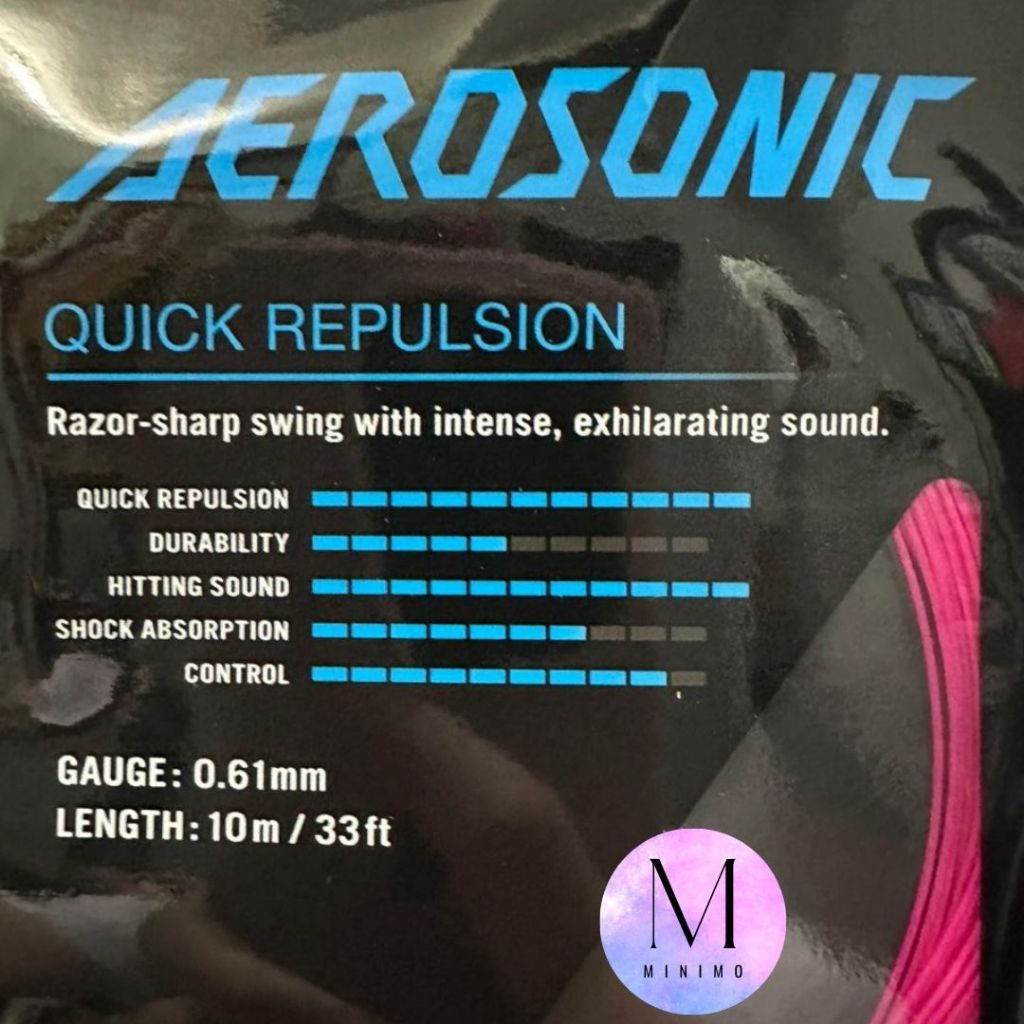 AEROSONIC
QUICK REPULSION
Razor-sharp swing with intense, exhilarating sound.
QUICK REPULSION
DURABILITY
HITTING SOUND
SHOCK ABSORPTION
CONTROL
GAUGE: 0.61mm
LENGTH: 10m / 33ft
M
MINIMO